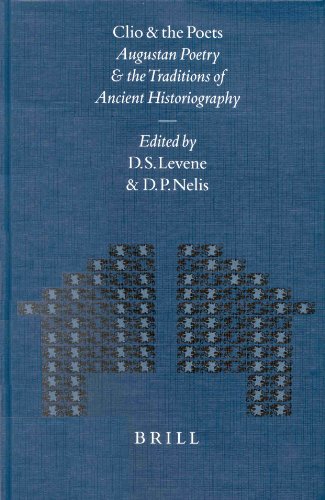 Clio & the Poets
Augustan Poetry
& the Traditions of
Ancient Historiography
Edited by
D.S. Levene
& D.P. Nelis
BRILL